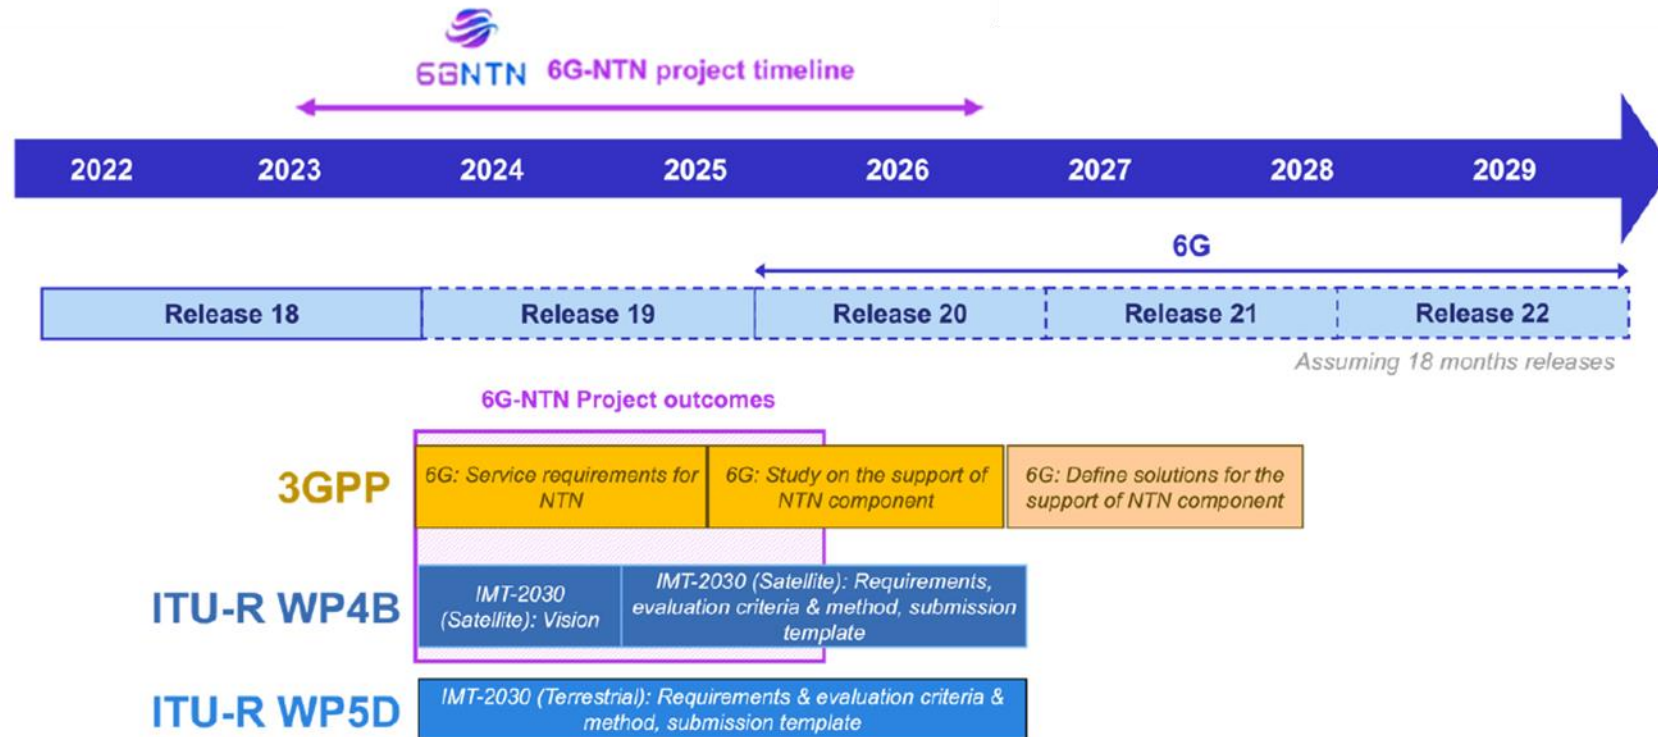 6GNTN
6G-NTN project timeline
2022 2023 2024 2025 2026 2027 2028 2029
6G
Release 18 Release 19 Release 20 Release 21 Release 22
Assuming 18 months releases
6G-NTN Project outcomes
3GPP
6G: Service requirements for
NTN
6G: Study on the support of
NTN component
6G: Define solutions for the
support of NTN component
ITU-R WP4B
IMT-2030
(Satellite): Vision
IMT-2030 (Satellite): Requirements,
evaluation criteria & method, submission
template
ITU-R WP5D
IMT-2030 (Terrestrial): Requirements & evaluation criteria &
method, submission template